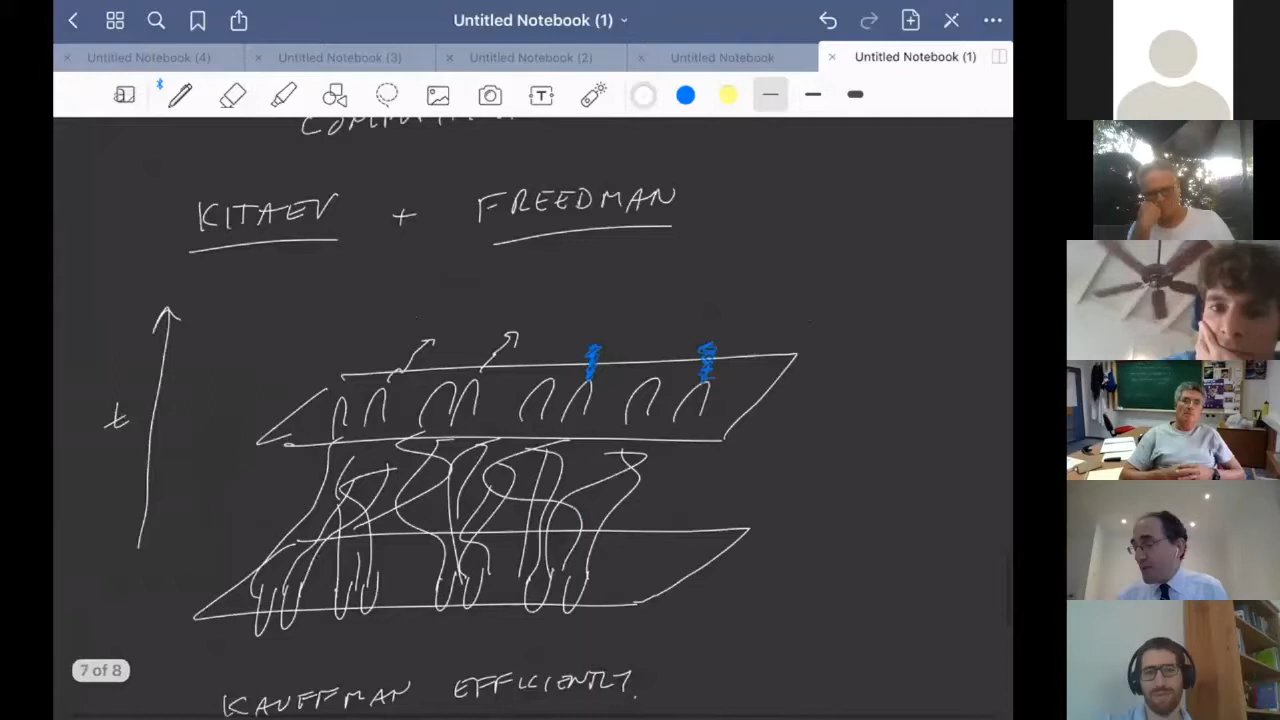 Untitled Notebook (1)
Untitled Notebook (4)
Untitled Notebook (3)
Untitled Notebook (2)
Untitled Notebook
Untitled Notebook (1)
KITAEV + FREEDMAN
t
7 of 8
KAUFFMAN EFFICIENTLY.